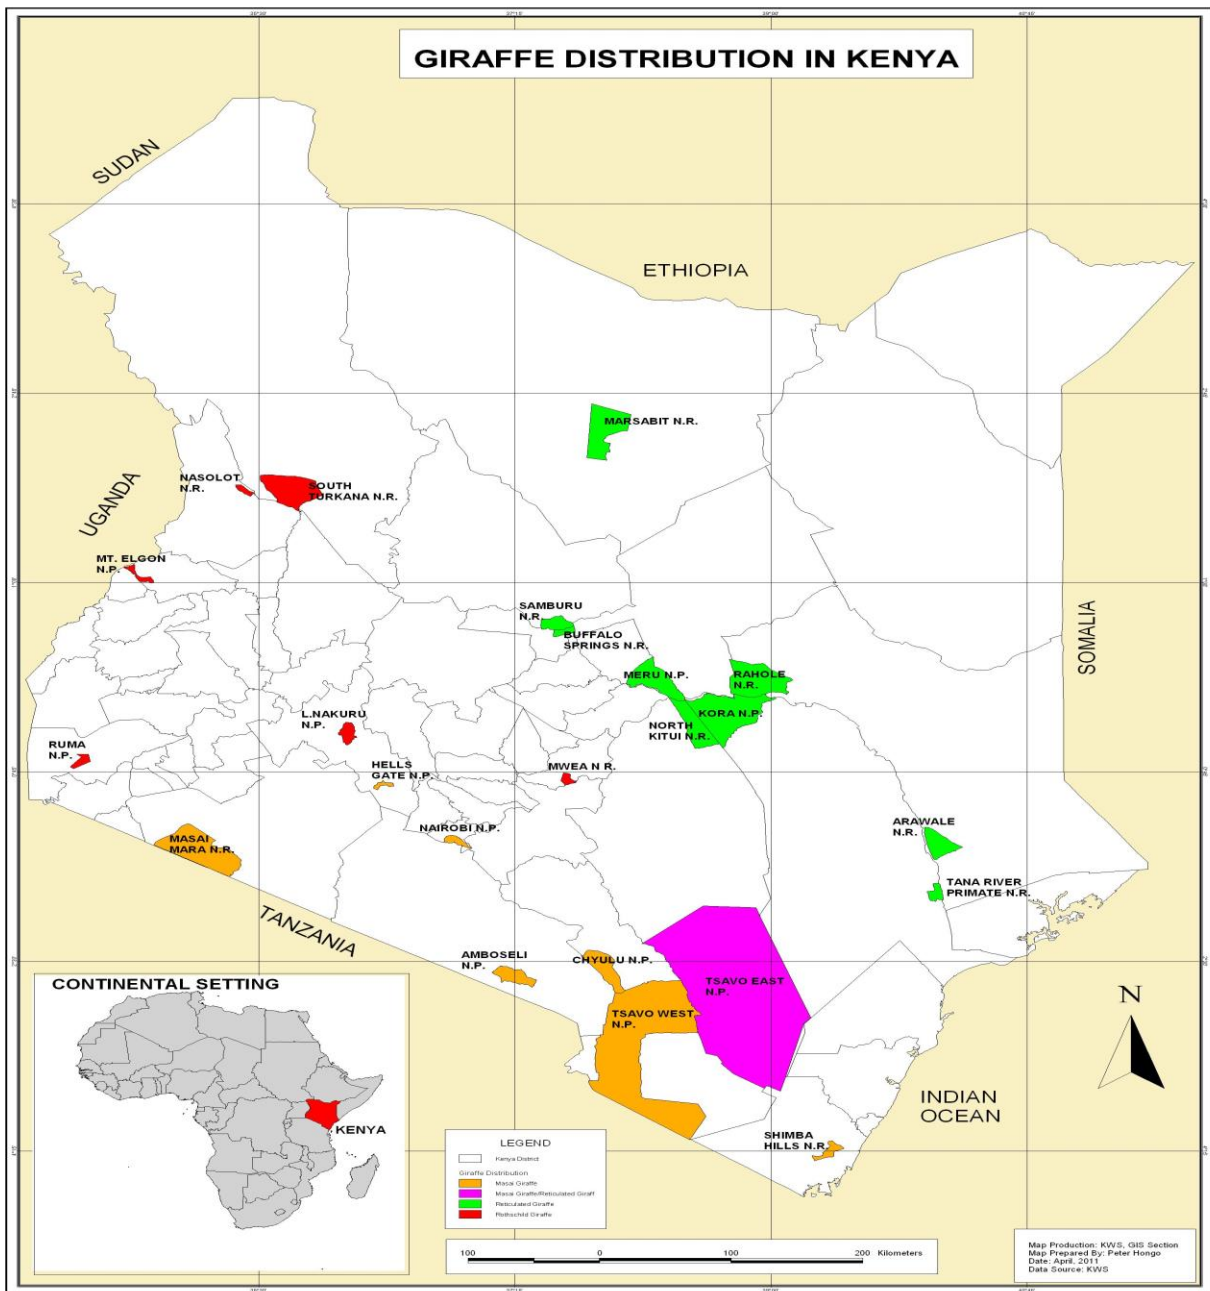 GIRAFFE DISTRIBUTION IN KENYA
SUDAN
ETHIOPIA
UGANDA
SOMALIA
MARSABIT N.R.
NASOLOT
N.R.
SOUTH
TURKANA N.R.
MT. ELGON
N.P.
SAMBURU
N.R.
BUFFALO
SPRINGS N.R.
MERU N.P.
RAHOLE
N.R.
KORA N.P.
NORTH
KITUI N.R.
L.NAKURU
N.P.
RUMA
N.P.
HELLS
GATE N.P.
MWEA N R.
NAIROBI N.P.
MASAI
MARA N.R.
ARAWALE
N.R.
TANA RIVER
PRIMATE N.R.
TANZANIA
AMBOSELI
N.P.
CHYULU N.P.
TSAVO EAST
N.P.
TSAVO WEST
N.P.
SHIMBA
HILLS N.R.
INDIAN
OCEAN
N
CONTINENTAL SETTING
KENYA
LEGEND
Kenya District
Giraffe Distribution
Masai Giraffe
Masai Giraffe/Reticulated Giraff
Reticulated Giraffe
Rothschild Giraffe
100 0 100 200 Kilometers
Map Production: KWS, GIS Section
Map Prepared By: Peter Hongo
Date: April, 2011
Data Source: KWS